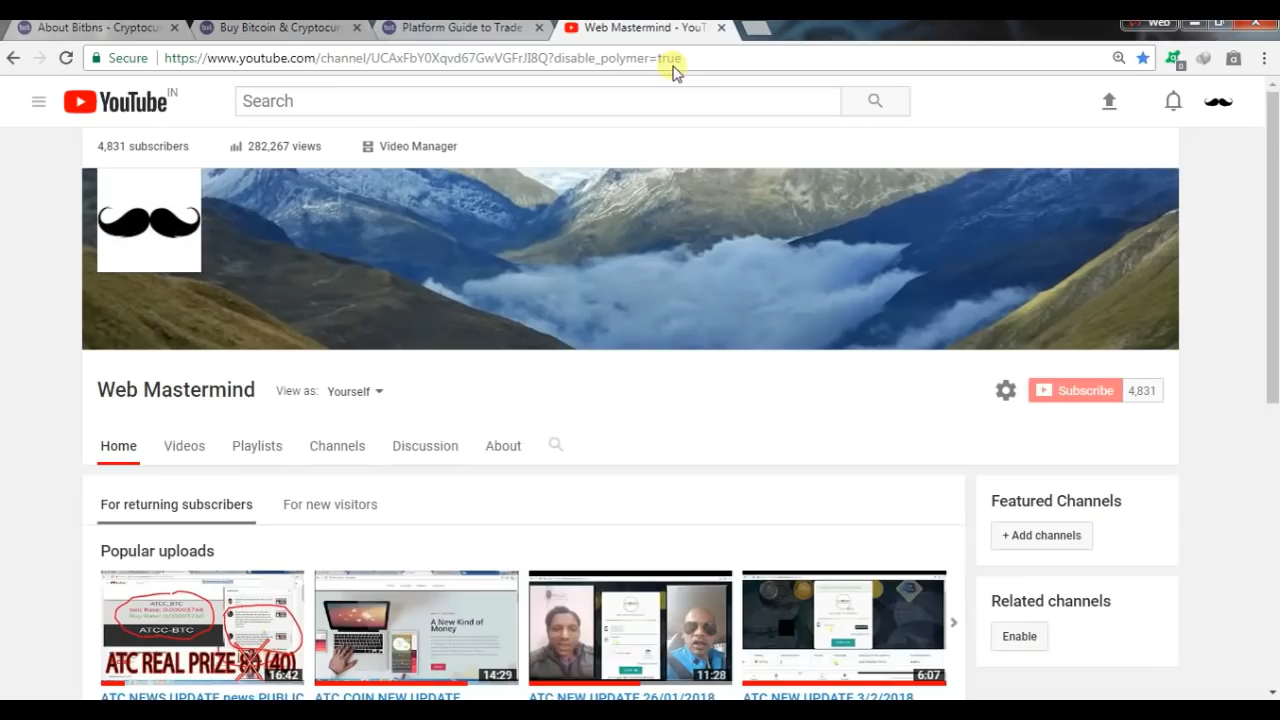 About Bitbns - Cryptocu
Buy Bitcoin & Cryptocur
Platform Guide to Trade
Web Mastermind - YouT
Web
Secure
https://www.youtube.com/channel/UCAxFbY0Xqvd67GwVGFrJI8Q?disable_polymer=true
YouTube IN
Search
4,831 subscribers
282,267 views
Video Manager
Web Mastermind
View as: Yourself
Subscribe 4,831
Home
Videos
Playlists
Channels
Discussion
About
For returning subscribers
For new visitors
Featured Channels
+ Add channels
Popular uploads
Related channels
Enable
ATCC_BTC
ATCC-BTC
ATC REAL PRIZE
(40)
16:42
A New Kind of
Money
14:29
11:28
6:07
ATC NEWS UPDATE news PUBLIC
ATC COIN NEW UPDATE
ATC NEW UPDATE 26/01/2018
ATC NEW UPDATE 3/2/2018